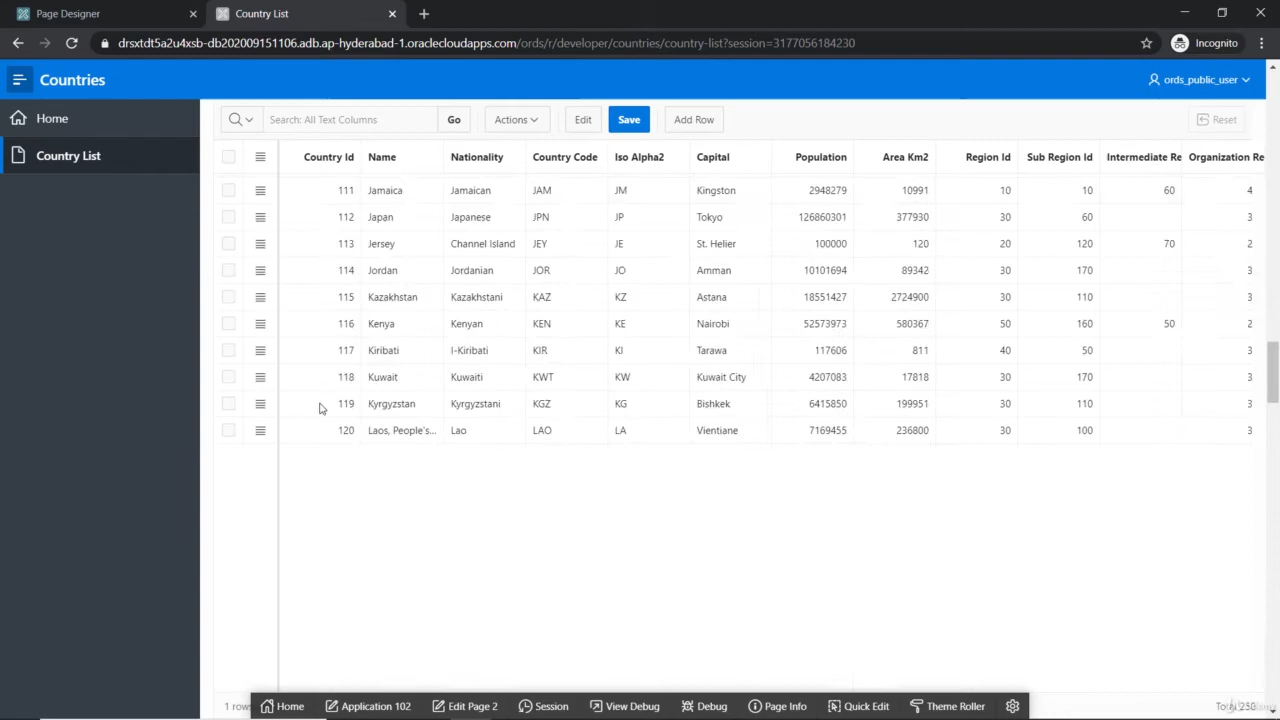 Page Designer
Country List
drsxtdt5a2u4xsb-db202009151106.adb.ap-hyderabad-1.oraclecloudapps.com/ords/r/developer/countries/country-list?session=3177056184230
Incognito
Countries
ords_public_user
Home
Country List
Search: All Text Columns
Go
Actions
Edit
Save
Add Row
Reset
Country Id Name Nationality Country Code Iso Alpha2 Capital Population Area Km2 Region Id Sub Region Id Intermediate Re Organization Re
111 Jamaica Jamaican JAM JM Kingston 2948279 10991 10 10 60 4
112 Japan Japanese JPN JP Tokyo 126860301 377930 30 60 3
113 Jersey Channel Island JEY JE St. Helier 100000 120 20 120 70 2
114 Jordan Jordanian JOR JO Amman 10101694 89342 30 170 3
115 Kazakhstan Kazakhstani KAZ KZ Astana 18551427 2724900 30 110 3
116 Kenya Kenyan KEN KE Nairobi 52573973 580367 50 160 50 2
117 Kiribati I-Kiribati KIR KI Tarawa 117606 811 40 50 3
118 Kuwait Kuwaiti KWT KW Kuwait City 4207083 17818 30 170 3
119 Kyrgyzstan Kyrgyzstani KGZ KG Bishkek 6415850 199951 30 110 3
120 Laos, People's... Lao LAO LA Vientiane 7169455 236800 30 100 3
1 rows
Home
Application 102
Edit Page 2
Session
View Debug
Debug
Page Info
Quick Edit
Theme Roller
Total 250